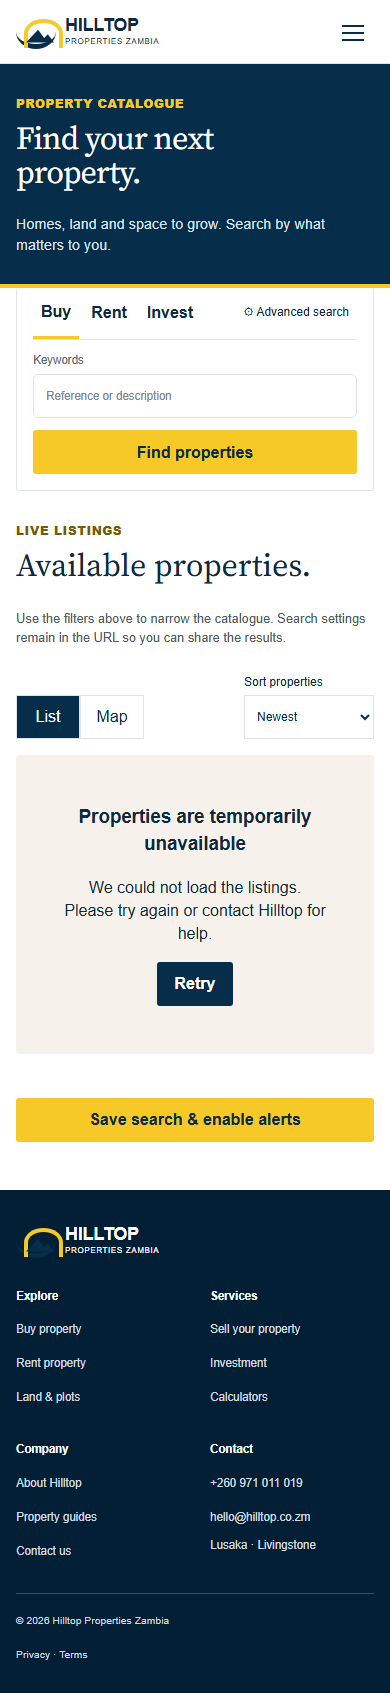 HILLTOP
PROPERTIES ZAMBIA
PROPERTY CATALOGUE
Find your next
property.
Homes, land and space to grow. Search by what
matters to you.
Buy Rent Invest Advanced search
Keywords
Reference or description
Find properties
LIVE LISTINGS
Available properties.
Use the filters above to narrow the catalogue. Search settings
remain in the URL so you can share the results.
Sort properties
List Map Newest
Properties are temporarily
unavailable
We could not load the listings.
Please try again or contact Hilltop for
help.
Retry
Save search & enable alerts
HILLTOP
PROPERTIES ZAMBIA
Explore
Buy property
Rent property
Land & plots
Services
Sell your property
Investment
Calculators
Company
About Hilltop
Property guides
Contact us
Contact
+260 971 011 019
hello@hilltop.co.zm
Lusaka · Livingstone
© 2026 Hilltop Properties Zambia
Privacy · Terms